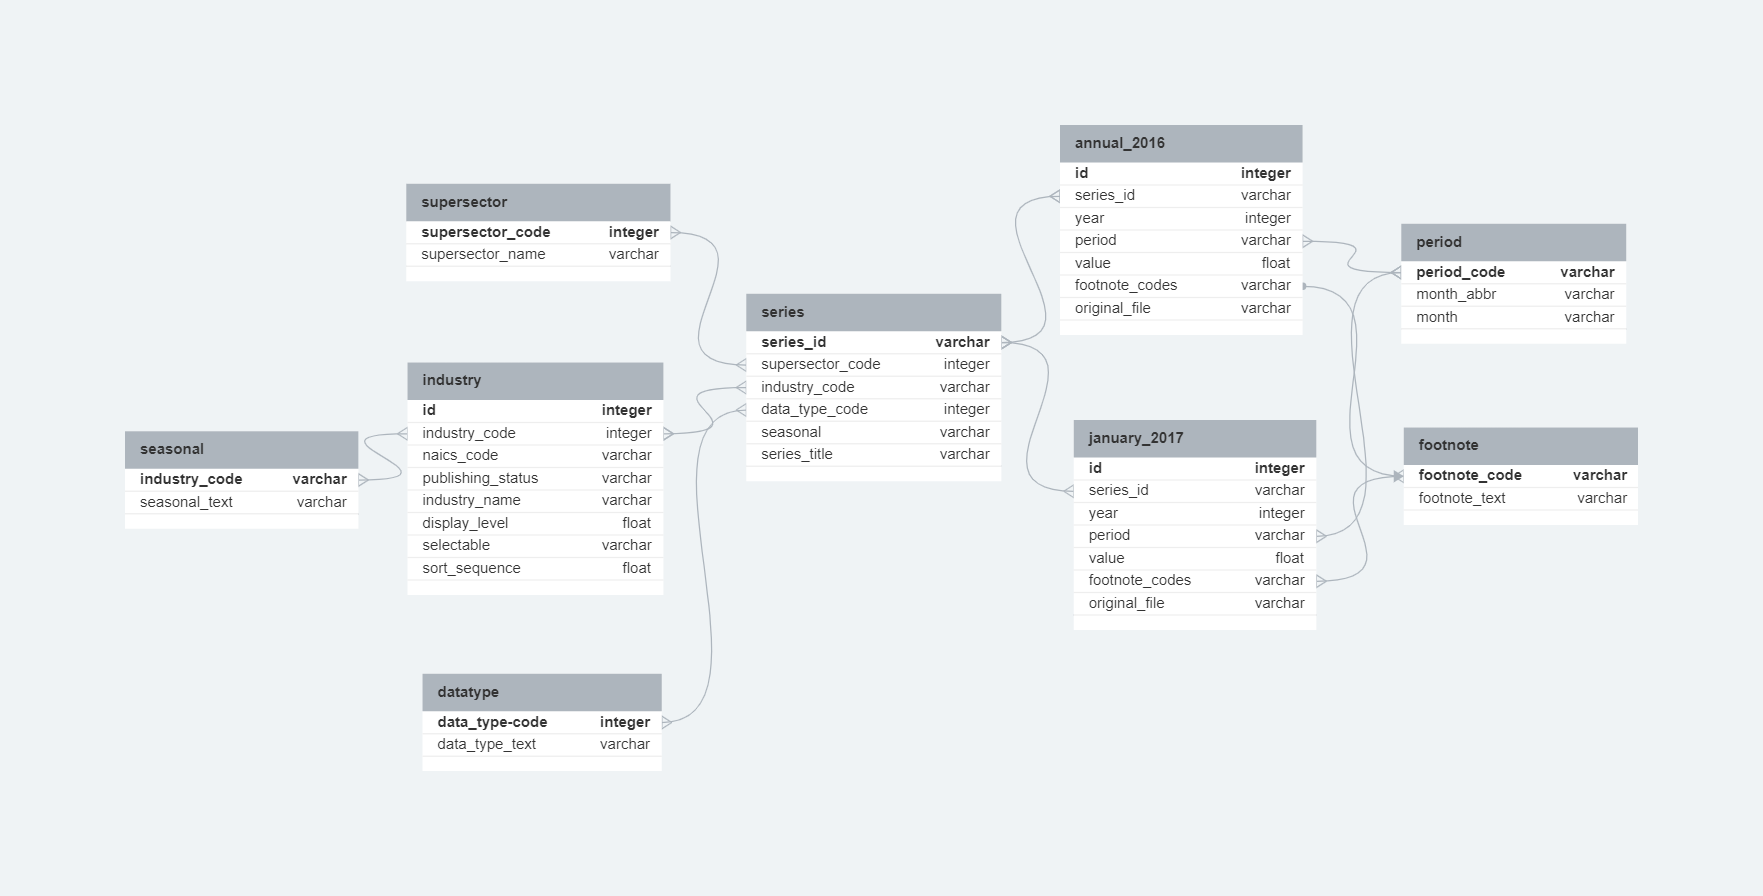 annual_2016
id integer
series_id varchar
year integer
period varchar
value float
footnote_codes varchar
original_file varchar
supersector
supersector_code integer
supersector_name varchar
period
period_code varchar
month_abbr varchar
month varchar
series
series_id varchar
supersector_code integer
industry_code varchar
data_type_code integer
seasonal varchar
series_title varchar
industry
id integer
industry_code integer
naics_code varchar
publishing_status varchar
industry_name varchar
display_level float
selectable varchar
sort_sequence float
seasonal
industry_code varchar
seasonal_text varchar
january_2017
id integer
series_id varchar
year integer
period varchar
value float
footnote_codes varchar
original_file varchar
footnote
footnote_code varchar
footnote_text varchar
datatype
data_type-code integer
data_type_text varchar